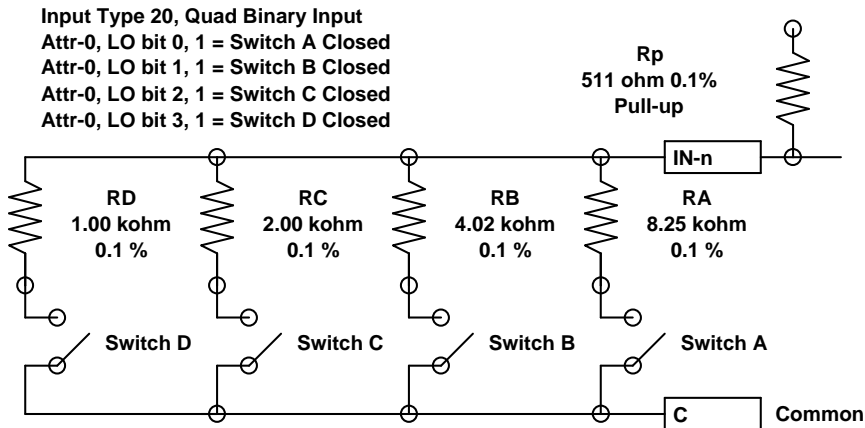 Input Type 20, Quad Binary Input
Attr-0, LO bit 0, 1 = Switch A Closed
Attr-0, LO bit 1, 1 = Switch B Closed
Attr-0, LO bit 2, 1 = Switch C Closed
Attr-0, LO bit 3, 1 = Switch D Closed
Rp
511 ohm 0.1%
Pull-up
IN-n
RD
1.00 kohm
0.1 %
RC
2.00 kohm
0.1 %
RB
4.02 kohm
0.1 %
RA
8.25 kohm
0.1 %
Switch D
Switch C
Switch B
Switch A
C
Common